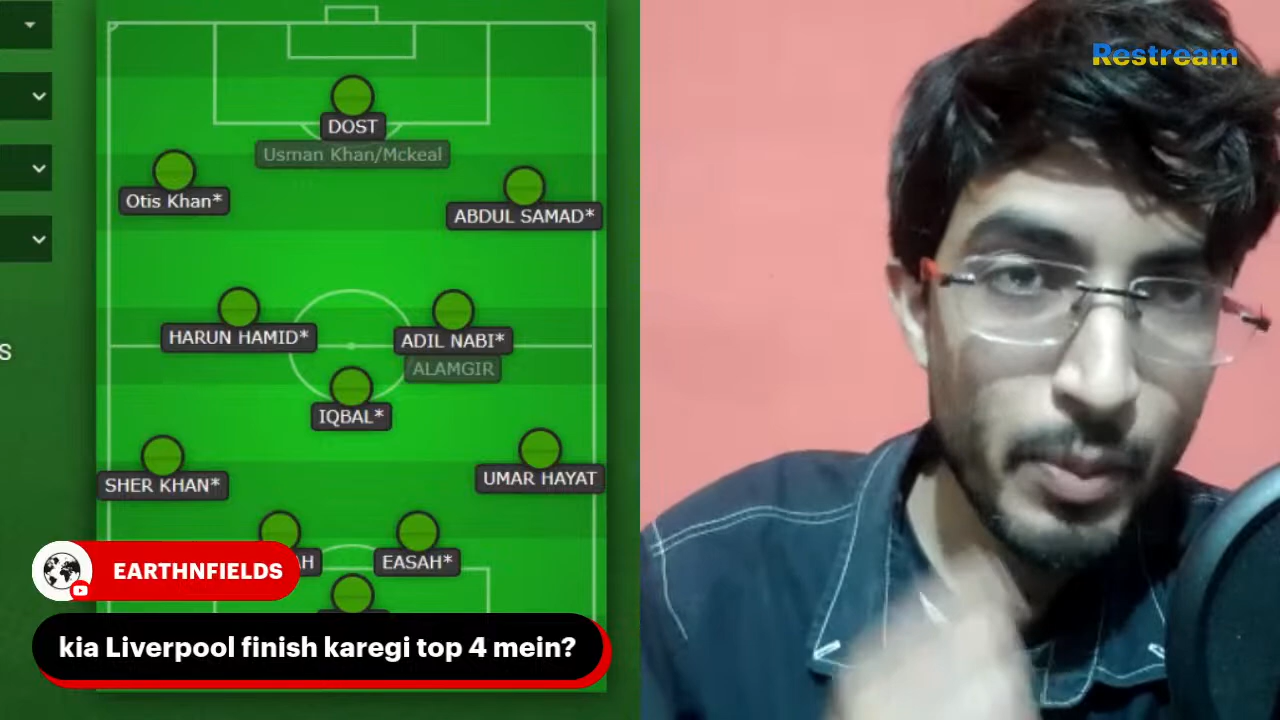 Restream
DOST
Usman Khan/Mckeal
Otis Khan*
ABDUL SAMAD*
HARUN HAMID*
ADIL NABI*
ALAMGIR
IQBAL*
SHER KHAN*
UMAR HAYAT
EASAH*
EARTHNFIELDS
kia Liverpool finish karegi top 4 mein?